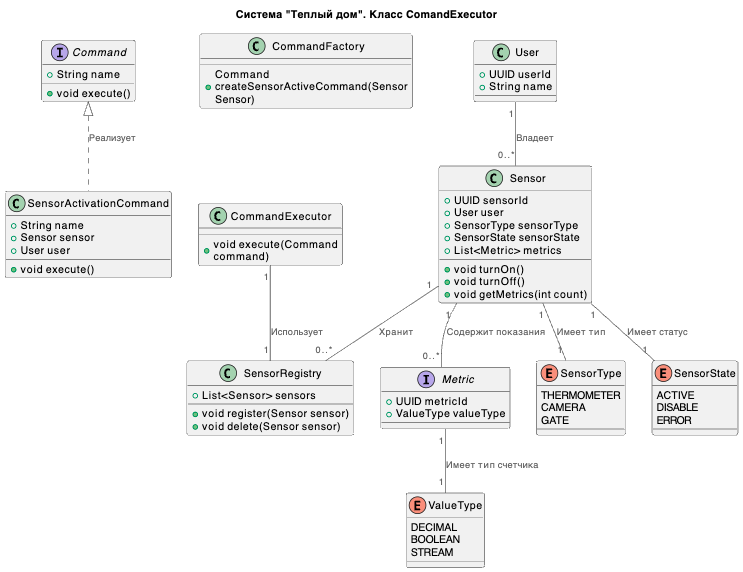 Система "Теплый дом". Класс ComandExecutor
I Command
String name
void execute()
C CommandFactory
Command
createSensorActiveCommand(Sensor
Sensor)
C User
UUID userId
String name
Реализует
1
Владеет
0..*
C SensorActivationCommand
String name
Sensor sensor
User user
void execute()
C CommandExecutor
void execute(Command
command)
C Sensor
UUID sensorId
User user
SensorType sensorType
SensorState sensorState
List<Metric> metrics
void turnOn()
void turnOff()
void getMetrics(int count)
1
Использует
1
1
Хранит
0..*
1
Содержит показания
0..*
1
Имеет тип
1
1
Имеет статус
1
C SensorRegistry
List<Sensor> sensors
void register(Sensor sensor)
void delete(Sensor sensor)
I Metric
UUID metricId
ValueType valueType
E SensorType
THERMOMETER
CAMERA
GATE
E SensorState
ACTIVE
DISABLE
ERROR
1
Имеет тип счетчика
1
E ValueType
DECIMAL
BOOLEAN
STREAM